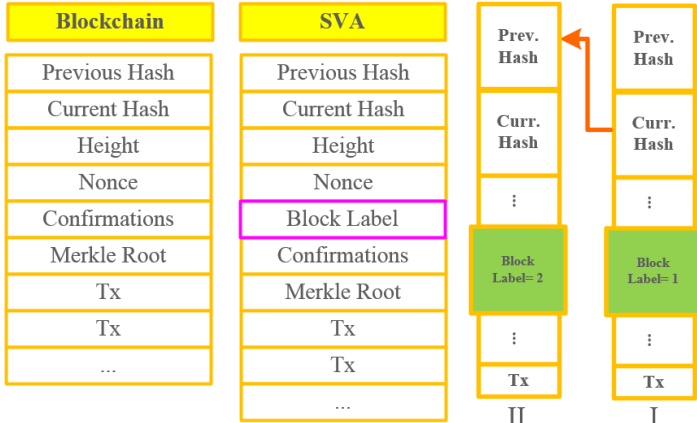 Blockchain
Previous Hash
Current Hash
Height
Nonce
Confirmations
Merkle Root
Tx
Tx
...
SVA
Previous Hash
Current Hash
Height
Nonce
Block Label
Confirmations
Merkle Root
Tx
Tx
...
Prev.
Hash
Curr.
Hash
...
Block
Label= 2
...
Tx
II
Prev.
Hash
Curr.
Hash
...
Block
Label= 1
...
Tx
I